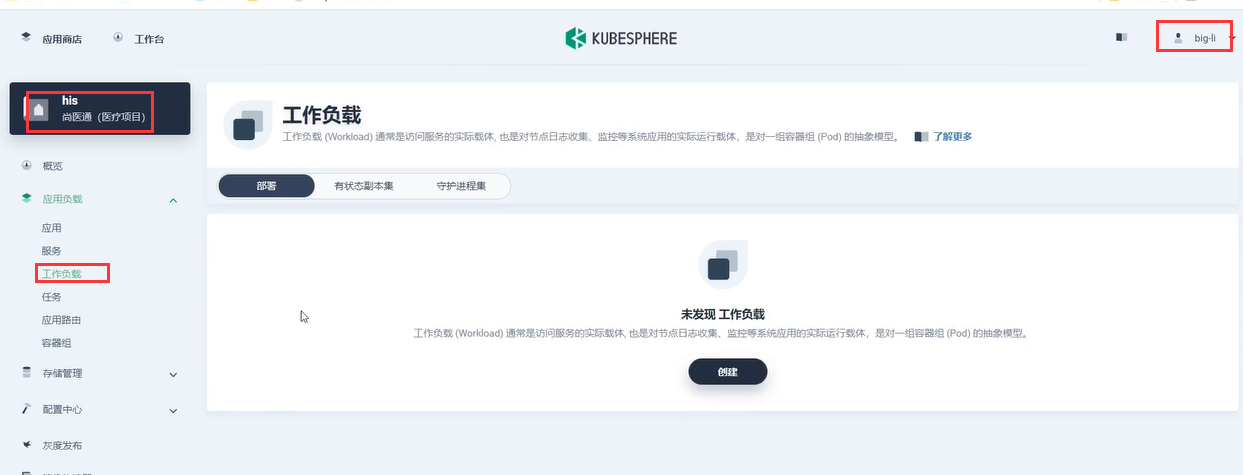 应用商店
工作台
KUBESPHERE
big-li
his
尚医通（医疗项目）
概览
应用负载
应用
服务
工作负载
任务
应用路由
容器组
存储管理
配置中心
灰度发布
工作负载
工作负载 (Workload) 通常是访问服务的实际载体, 也是对节点日志收集、监控等系统应用的实际运行载体，是对一组容器组 (Pod) 的抽象模型。 了解更多
部署
有状态副本集
守护进程集
未发现 工作负载
工作负载 (Workload) 通常是访问服务的实际载体, 也是对节点日志收集、监控等系统应用的实际运行载体，是对一组容器组 (Pod) 的抽象模型。
创建